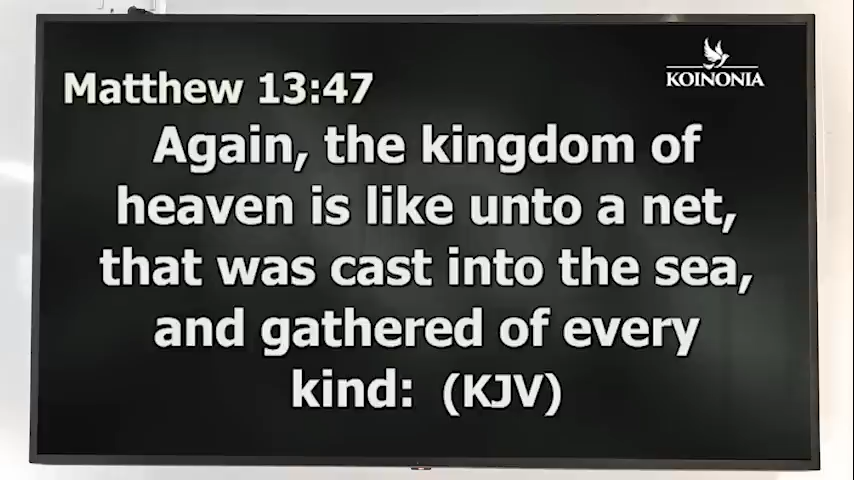 KOINONIA
Matthew 13:47
Again, the kingdom of
heaven is like unto a net,
that was cast into the sea,
and gathered of every
kind: (KJV)